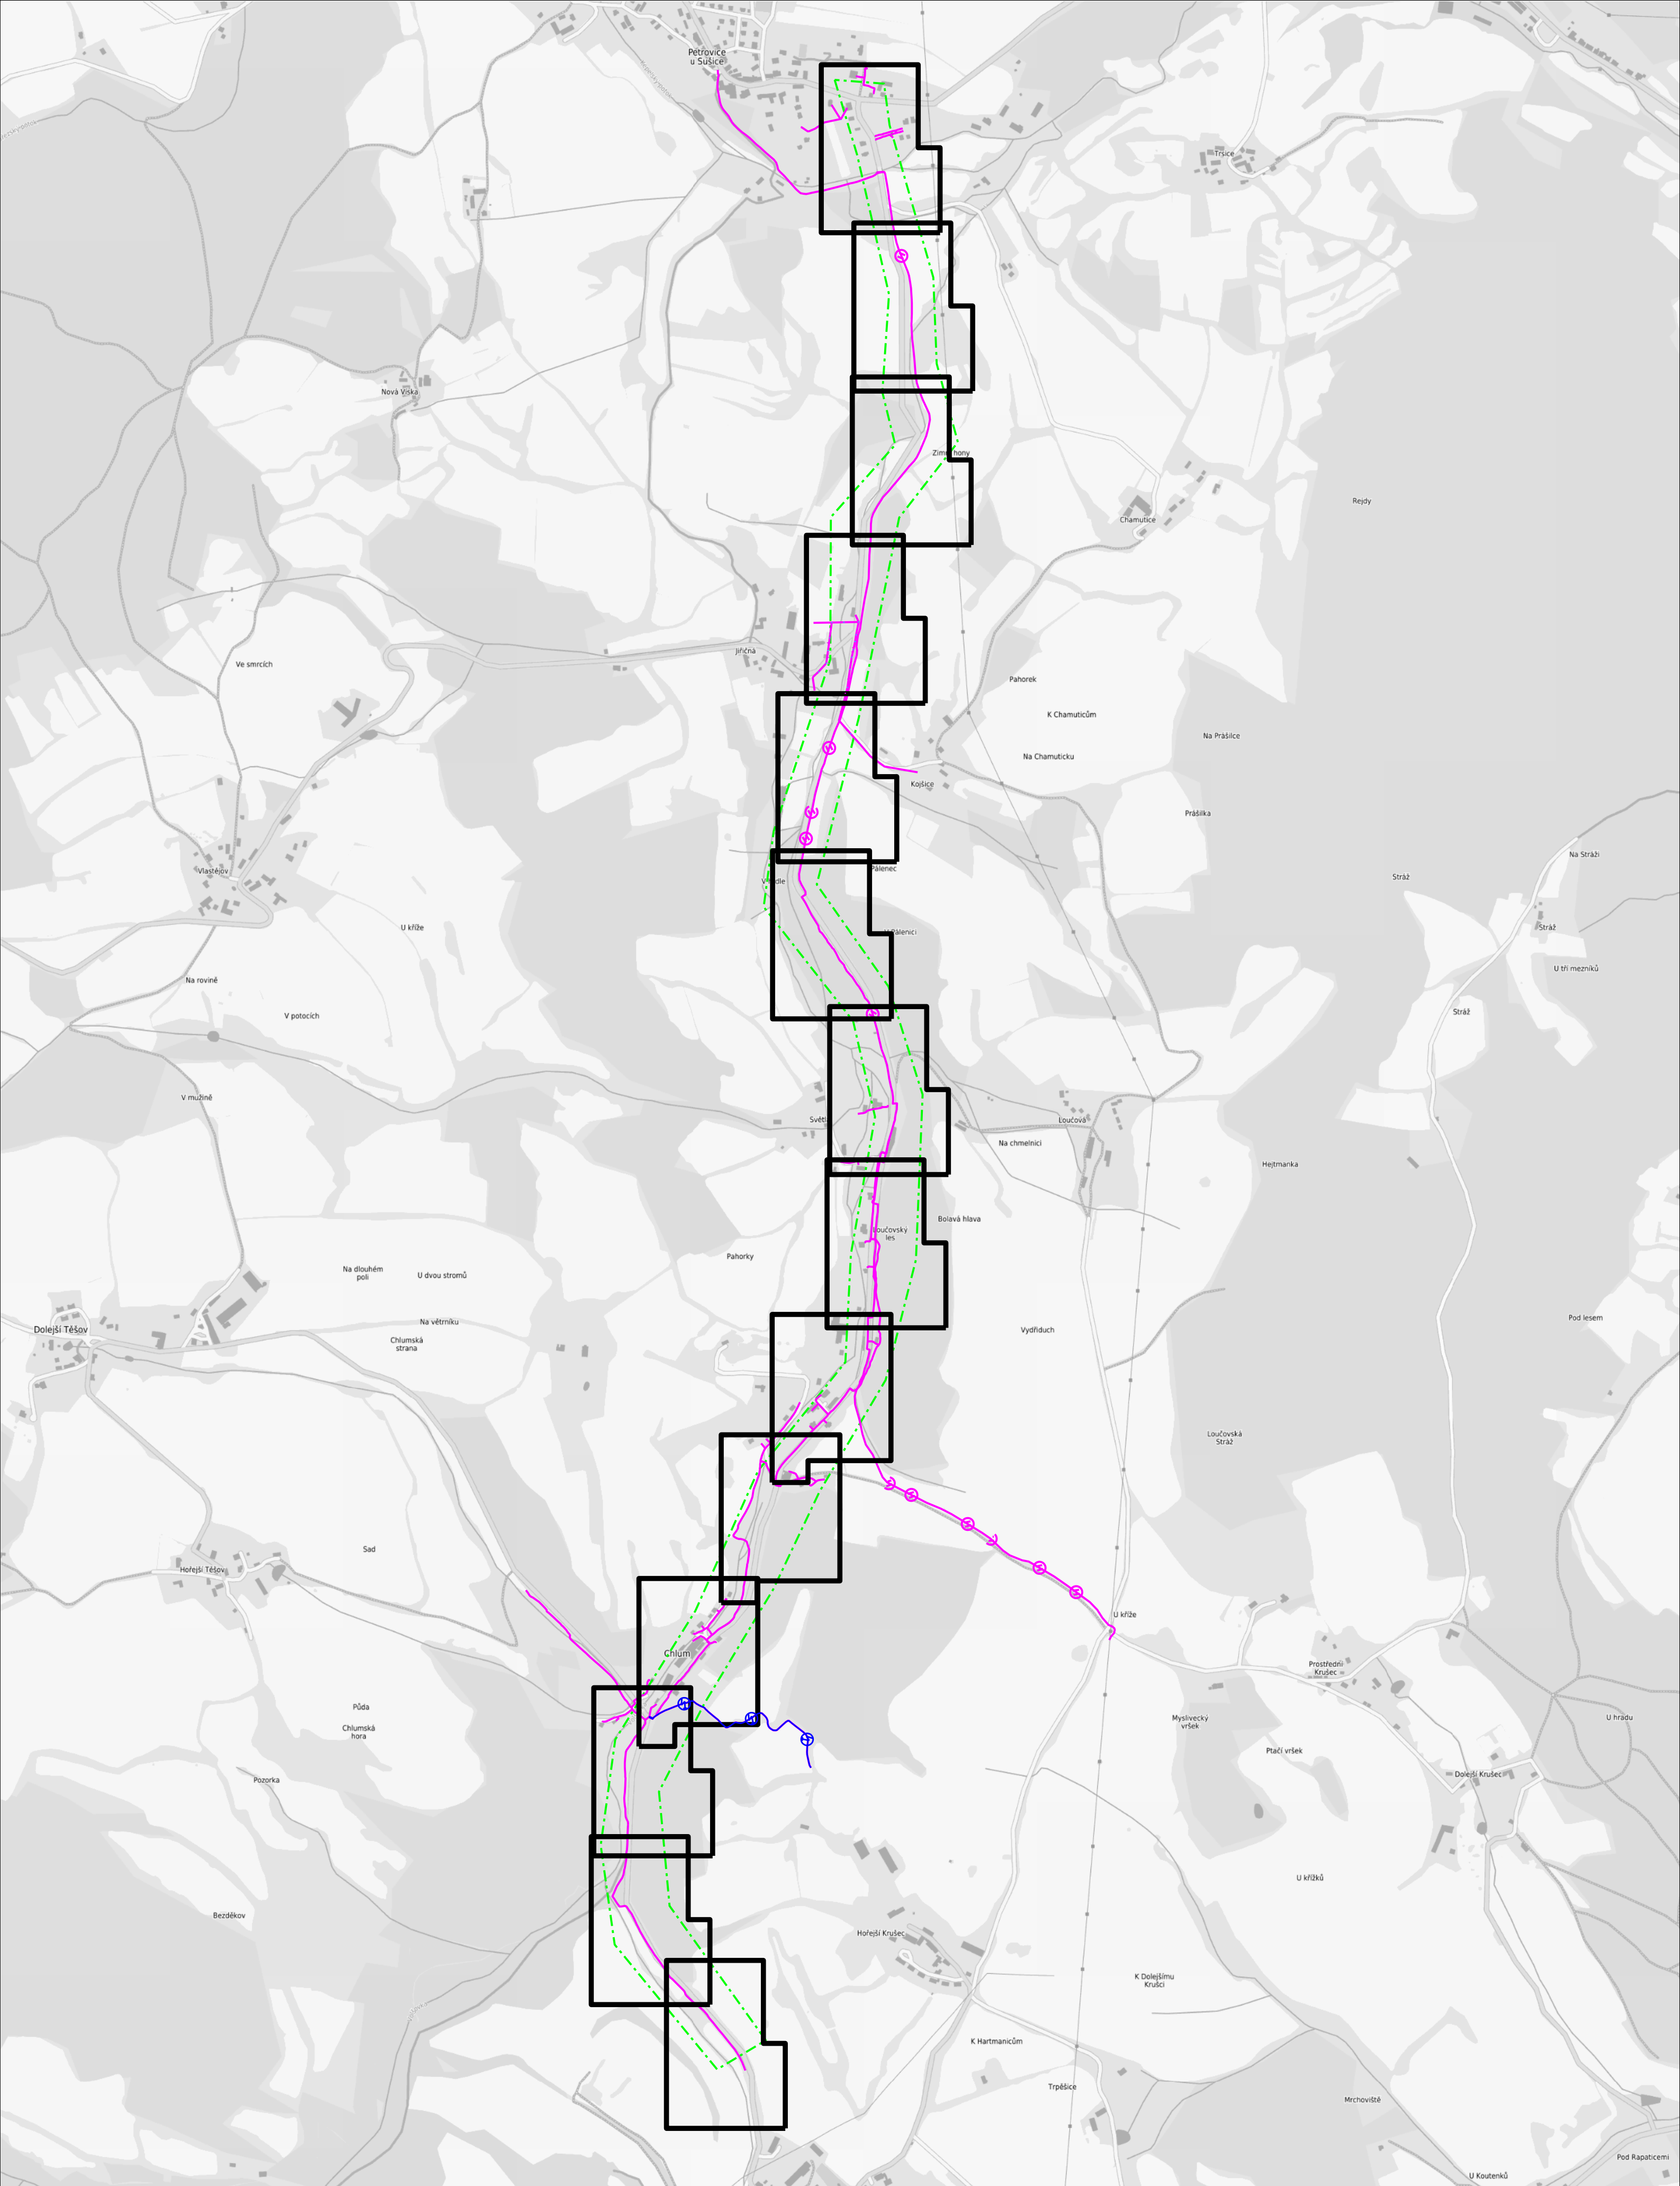 Petrovice
u Sušice
Tršice
Nová Víska
Zimní hony
Rejdy
Chamutice
Jiřičná
Ve smrcích
Pahorek
K Chamuticům
Na Prášilce
Na Chamuticku
Kojšice
Prášilka
Na Stráži
Pálenec
Vlastějov
Stráž
U kříže
Stráž
U Pálenici
U tří mezníků
Na rovině
Stráž
V potocích
V mužině
Světlá
Loučová
Na chmelnici
Hejtmanka
Bolavá hlava
Loučovský
les
Pahorky
Na dlouhém
poli
U dvou stromů
Pod lesem
Na větrníku
Dolejší Těšov
Vydřiduch
Chlumská
strana
Loučovská
Stráž
Sad
Hořejší Těšov
U kříže
Chlum
Prostřední
Krušec
Půda
Chlumská
hora
U hradu
Myslivecký
vršek
Ptačí vršek
Dolejší Krušec
Pozorka
U křížků
Bezděkov
Hořejší Krušec
K Dolejšímu
Krušci
K Hartmanicům
Trpěšice
Mrchoviště
Pod Rapaticemi
U Koutenků